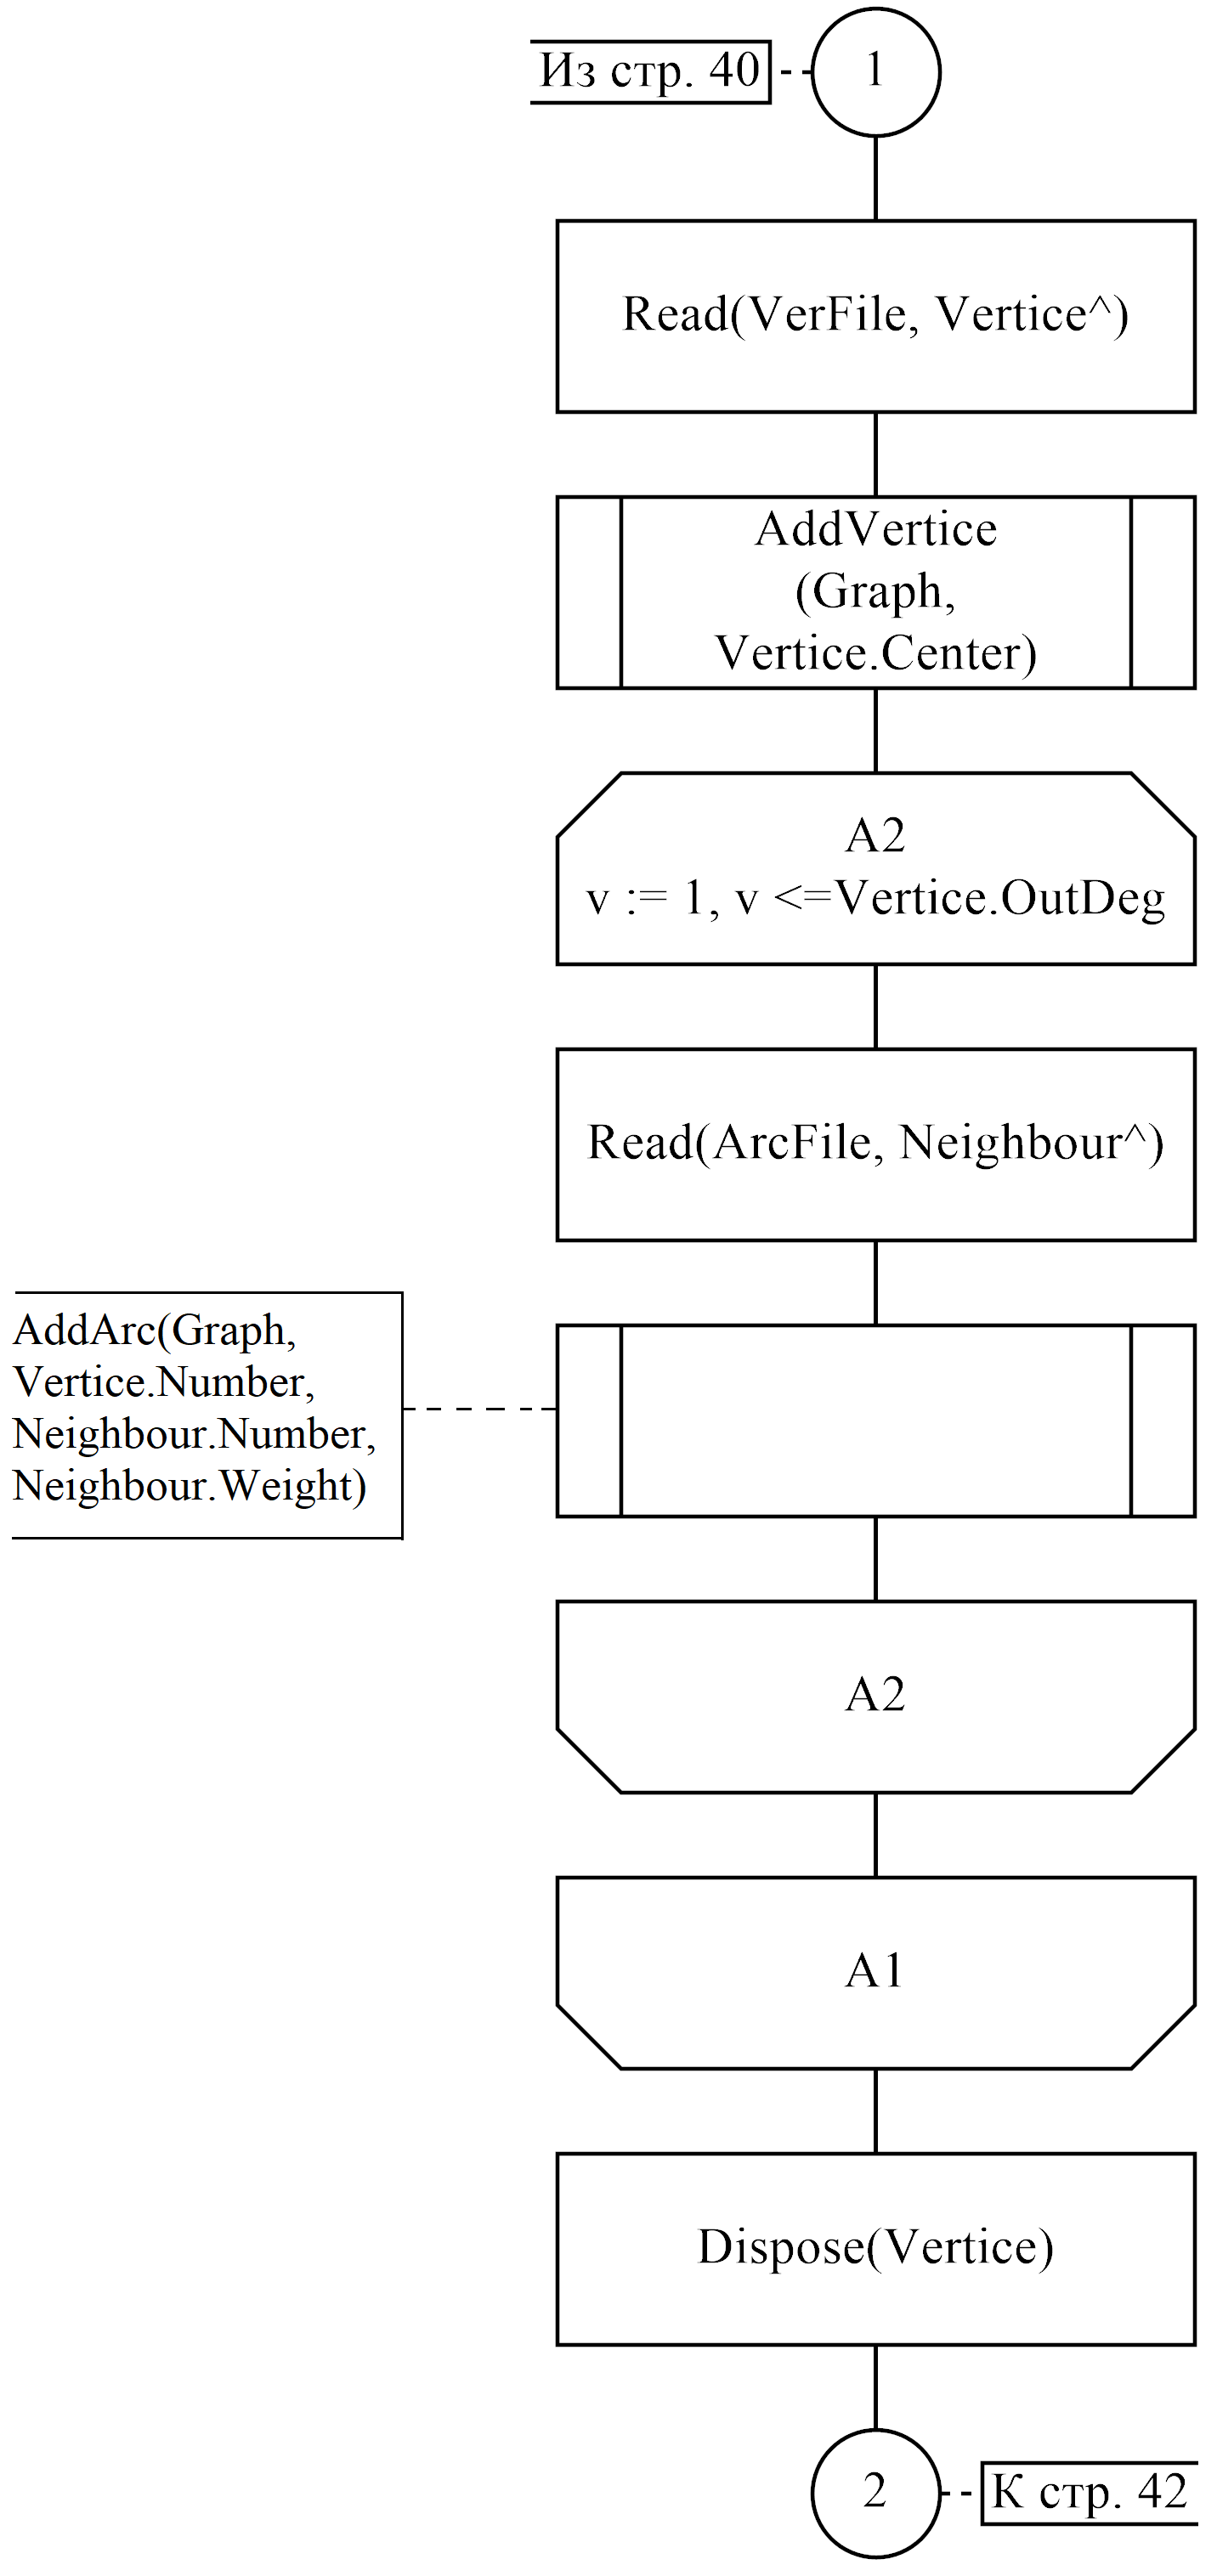 Из стр. 40
1
Read(VerFile, Vertice^)
AddVertice
(Graph,
Vertice.Center)
A2
v := 1, v <=Vertice.OutDeg
Read(ArcFile, Neighbour^)
AddArc(Graph,
Vertice.Number,
Neighbour.Number,
Neighbour.Weight)
A2
A1
Dispose(Vertice)
2
К стр. 42